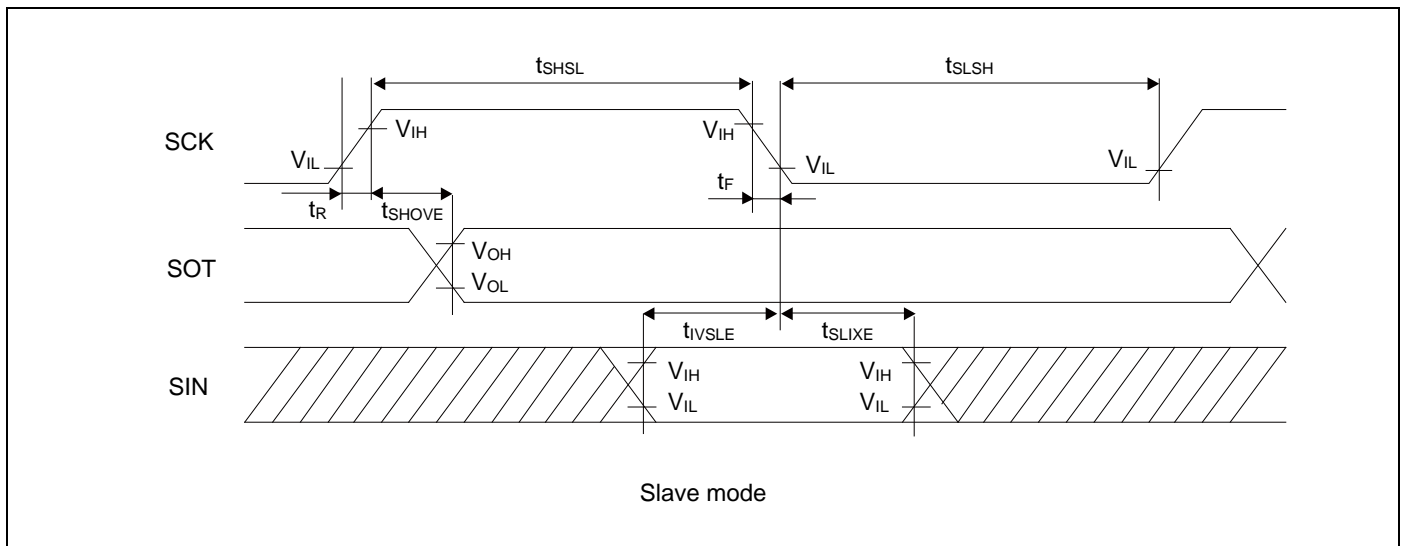 tSHSL tSLSH
SCK VIH VIH
VIL VIL VIL
tF
tR tSHOVE
SOT VOH
VOL
tIVSLE tSLIXE
SIN VIH VIH
VIL VIL
Slave mode